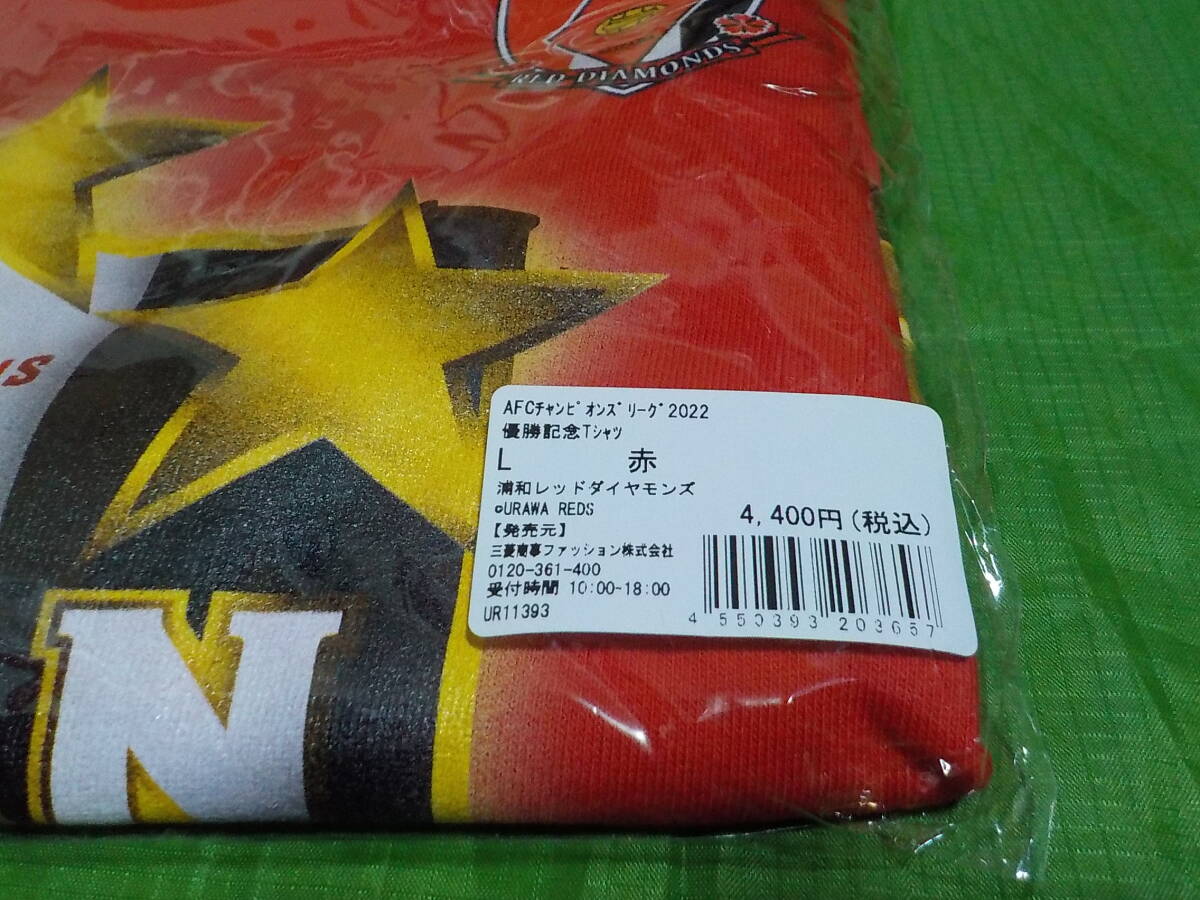 RED DIAMONDS
AFCﾁｬﾝﾋﾟｵﾝｽﾞﾘｰｸﾞ2022
優勝記念Tｼｬﾂ
L 赤
浦和レッドダイヤモンズ
©URAWA REDS
4,400円(税込)
【発売元】
三菱商事ファッション株式会社
0120-361-400
受付時間 10:00-18:00
UR11393
4 550393 203657
N